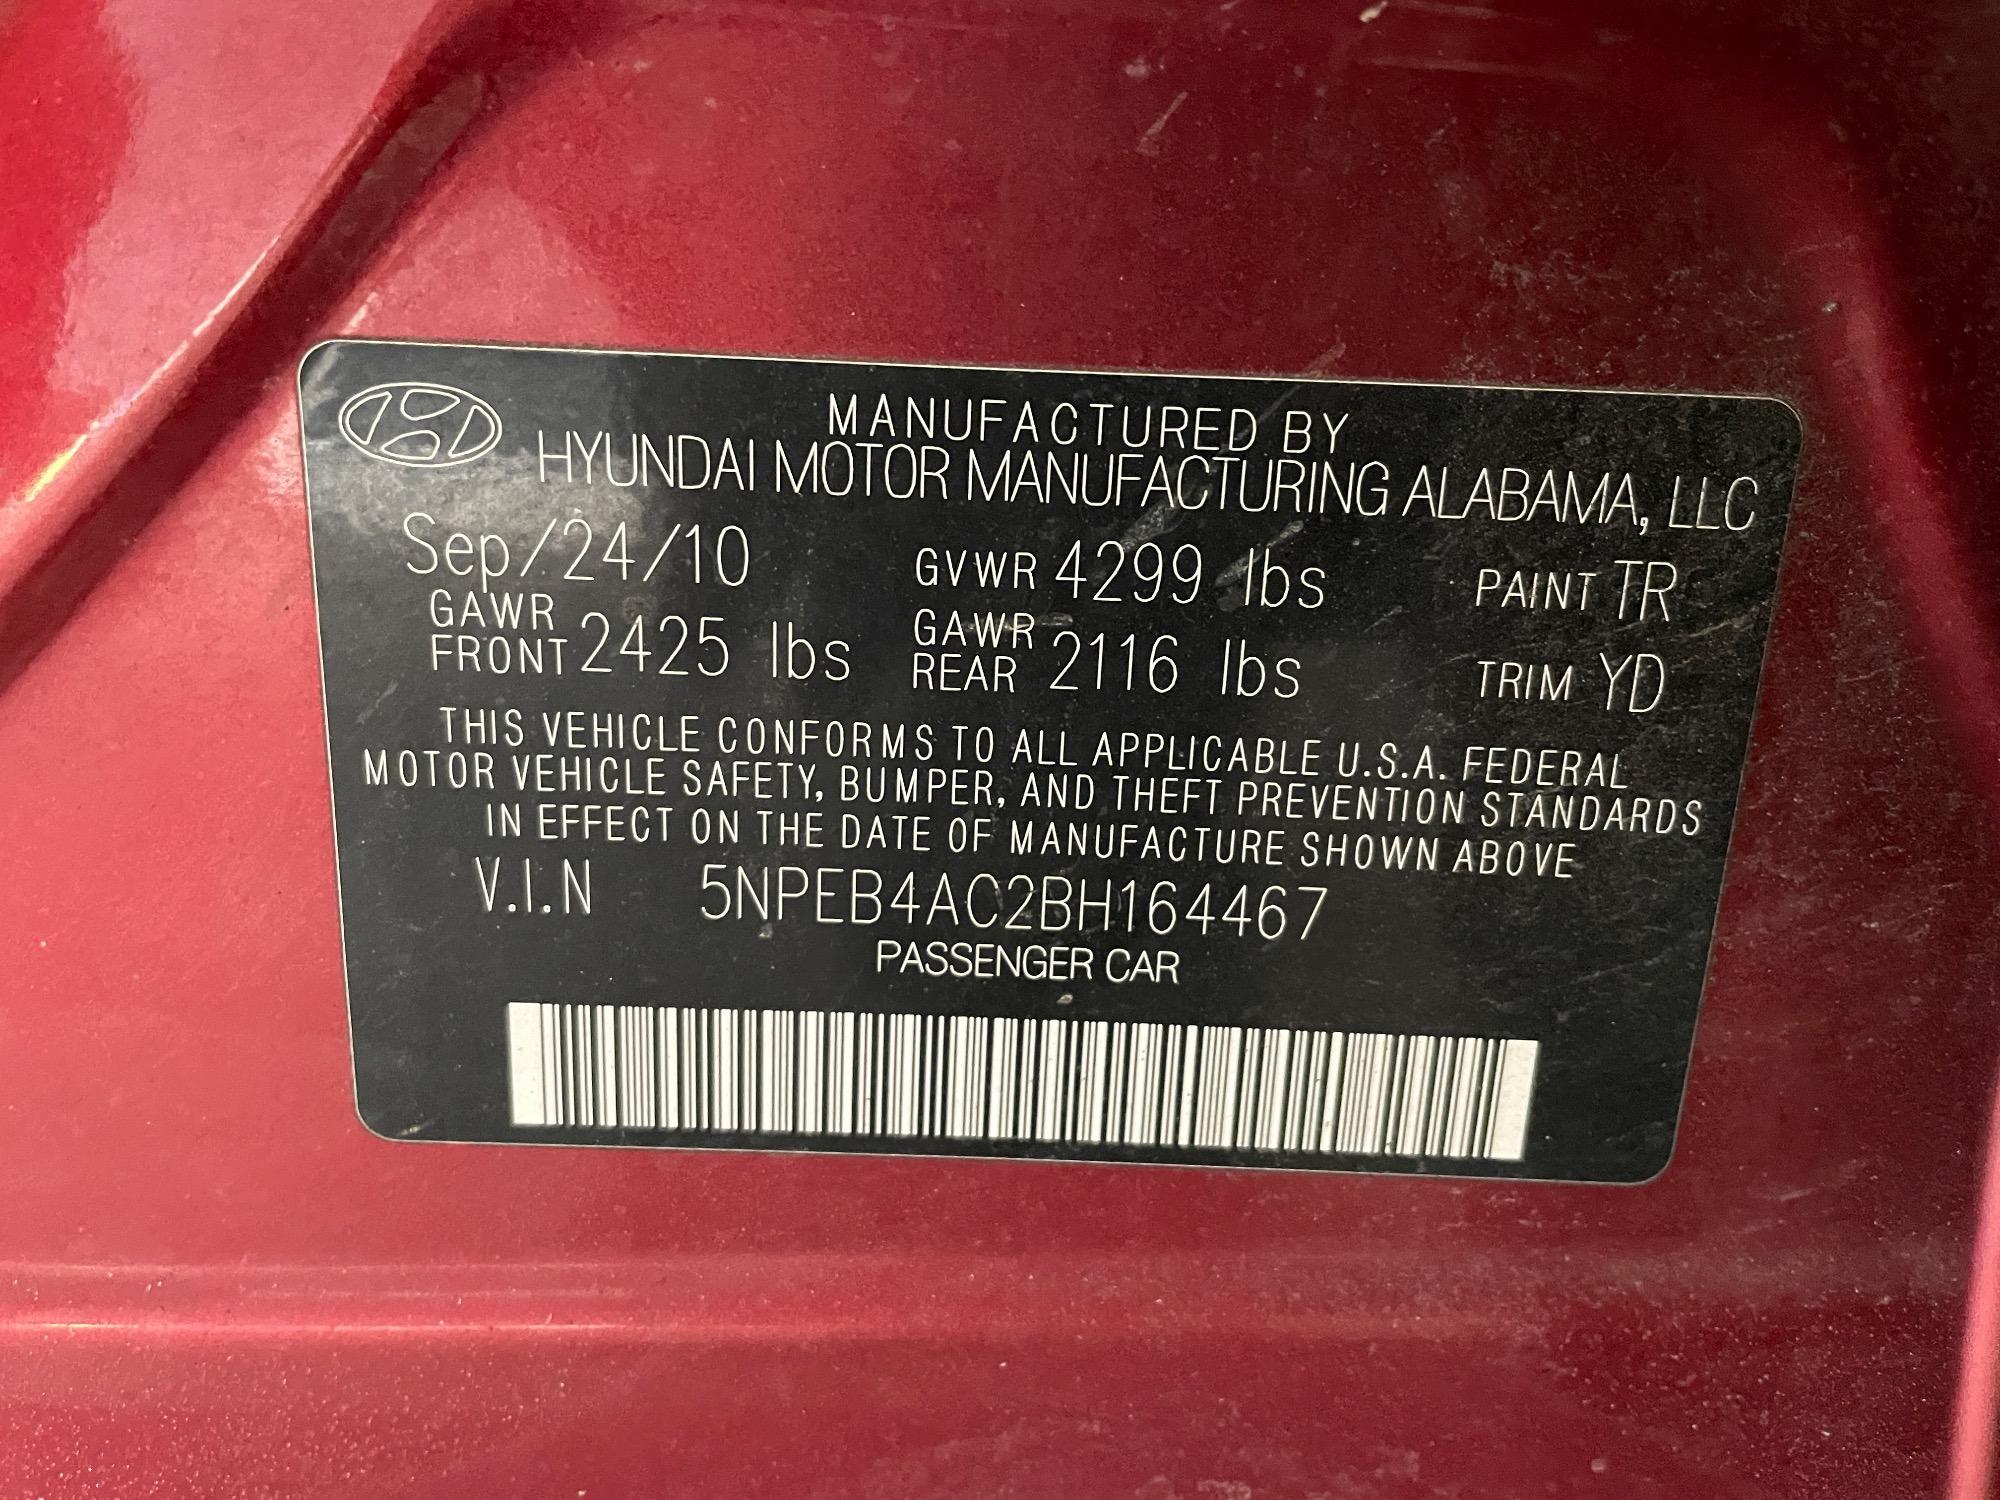 MANUFACTURED BY
HYUNDAI MOTOR MANUFACTURING ALABAMA, LLC
Sep/24/10 GVWR 4299 lbs PAINT TR
GAWR FRONT 2425 lbs GAWR REAR 2116 lbs TRIM YD
THIS VEHICLE CONFORMS TO ALL APPLICABLE U.S.A. FEDERAL
MOTOR VEHICLE SAFETY, BUMPER, AND THEFT PREVENTION STANDARDS
IN EFFECT ON THE DATE OF MANUFACTURE SHOWN ABOVE
V.I.N 5NPEB4AC2BH164467
PASSENGER CAR